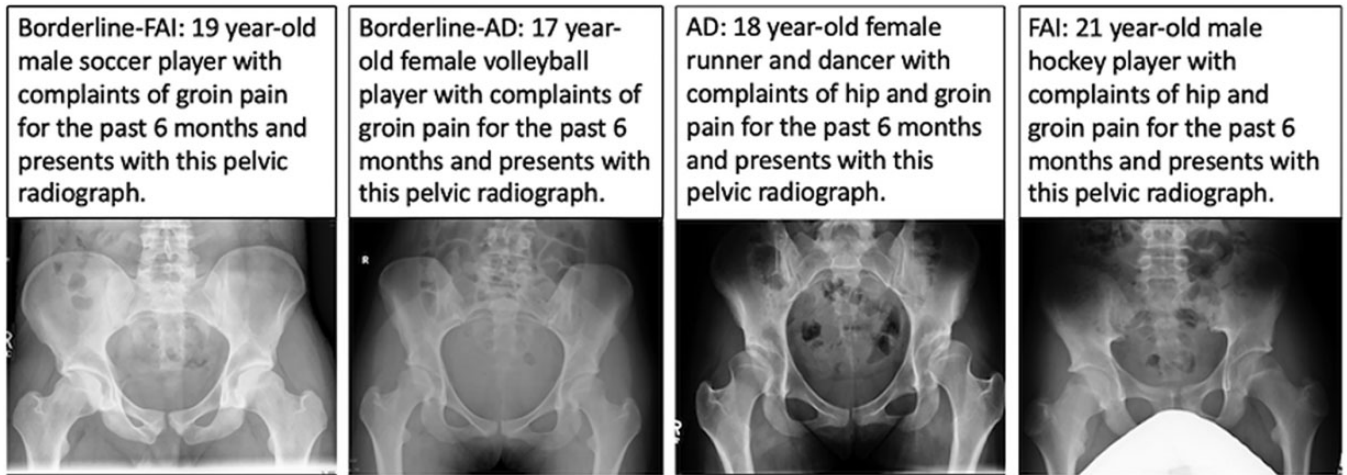 Borderline-FAI: 19 year-old
male soccer player with
complaints of groin pain
for the past 6 months and
presents with this pelvic
radiograph.
Borderline-AD: 17 year-
old female volleyball
player with complaints of
groin pain for the past 6
months and presents with
this pelvic radiograph.
AD: 18 year-old female
runner and dancer with
complaints of hip and groin
pain for the past 6 months
and presents with this
pelvic radiograph.
FAI: 21 year-old male
hockey player with
complaints of hip and
groin pain for the past 6
months and presents with
this pelvic radiograph.
R
R
R